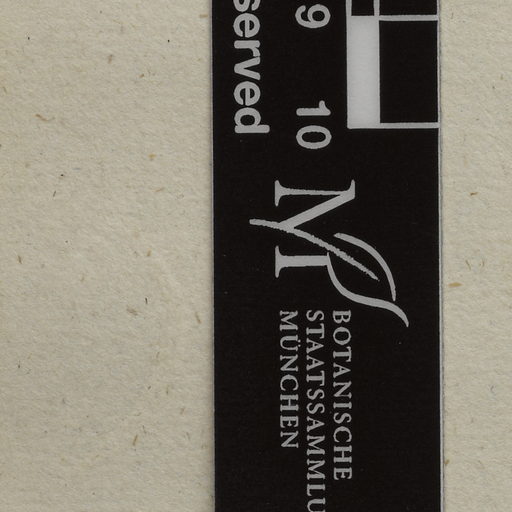 served
9 10
BOTANISCHE
STAATSSAMMLU
MÜNCHEN